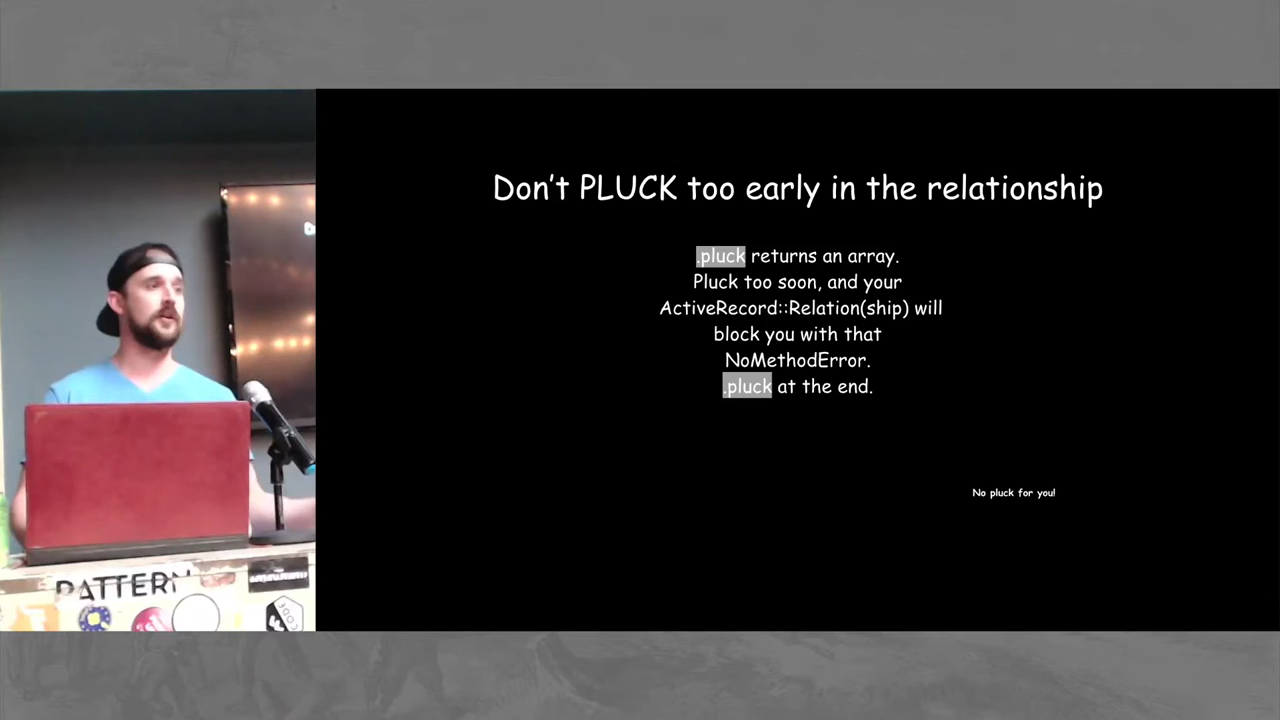 Don't PLUCK too early in the relationship
.pluck returns an array.
Pluck too soon, and your
ActiveRecord::Relation(ship) will
block you with that
NoMethodError.
.pluck at the end.
No pluck for you!
PATTERN
CODE